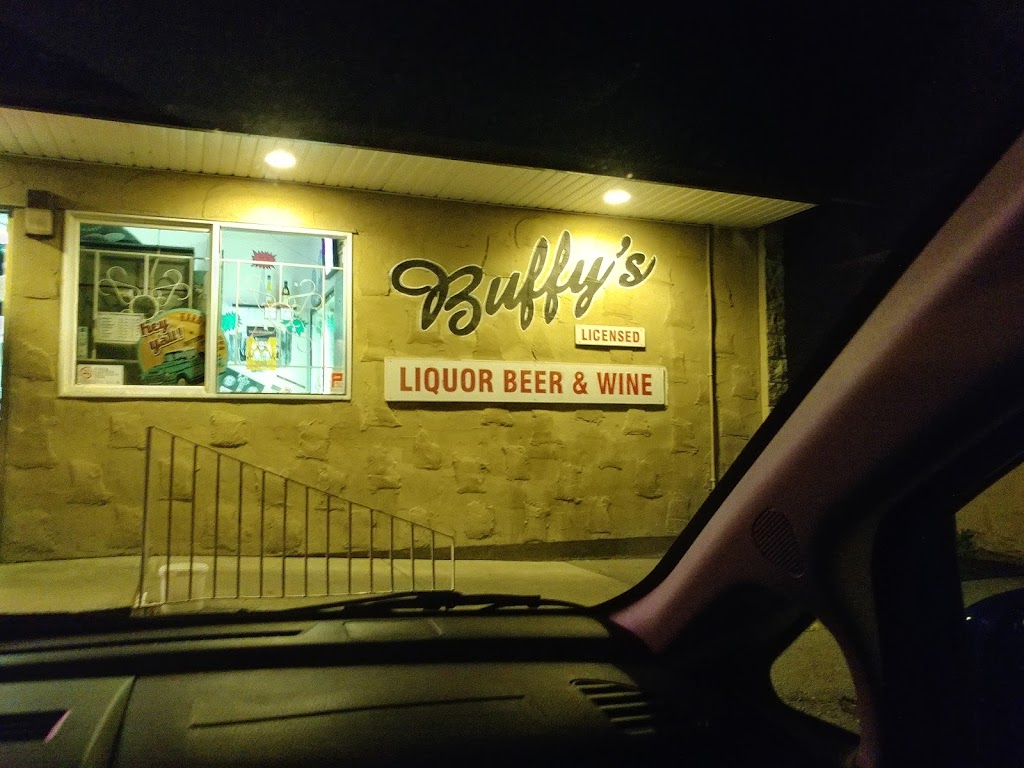 Buffy's
LICENSED
LIQUOR BEER & WINE
hey
y'all!